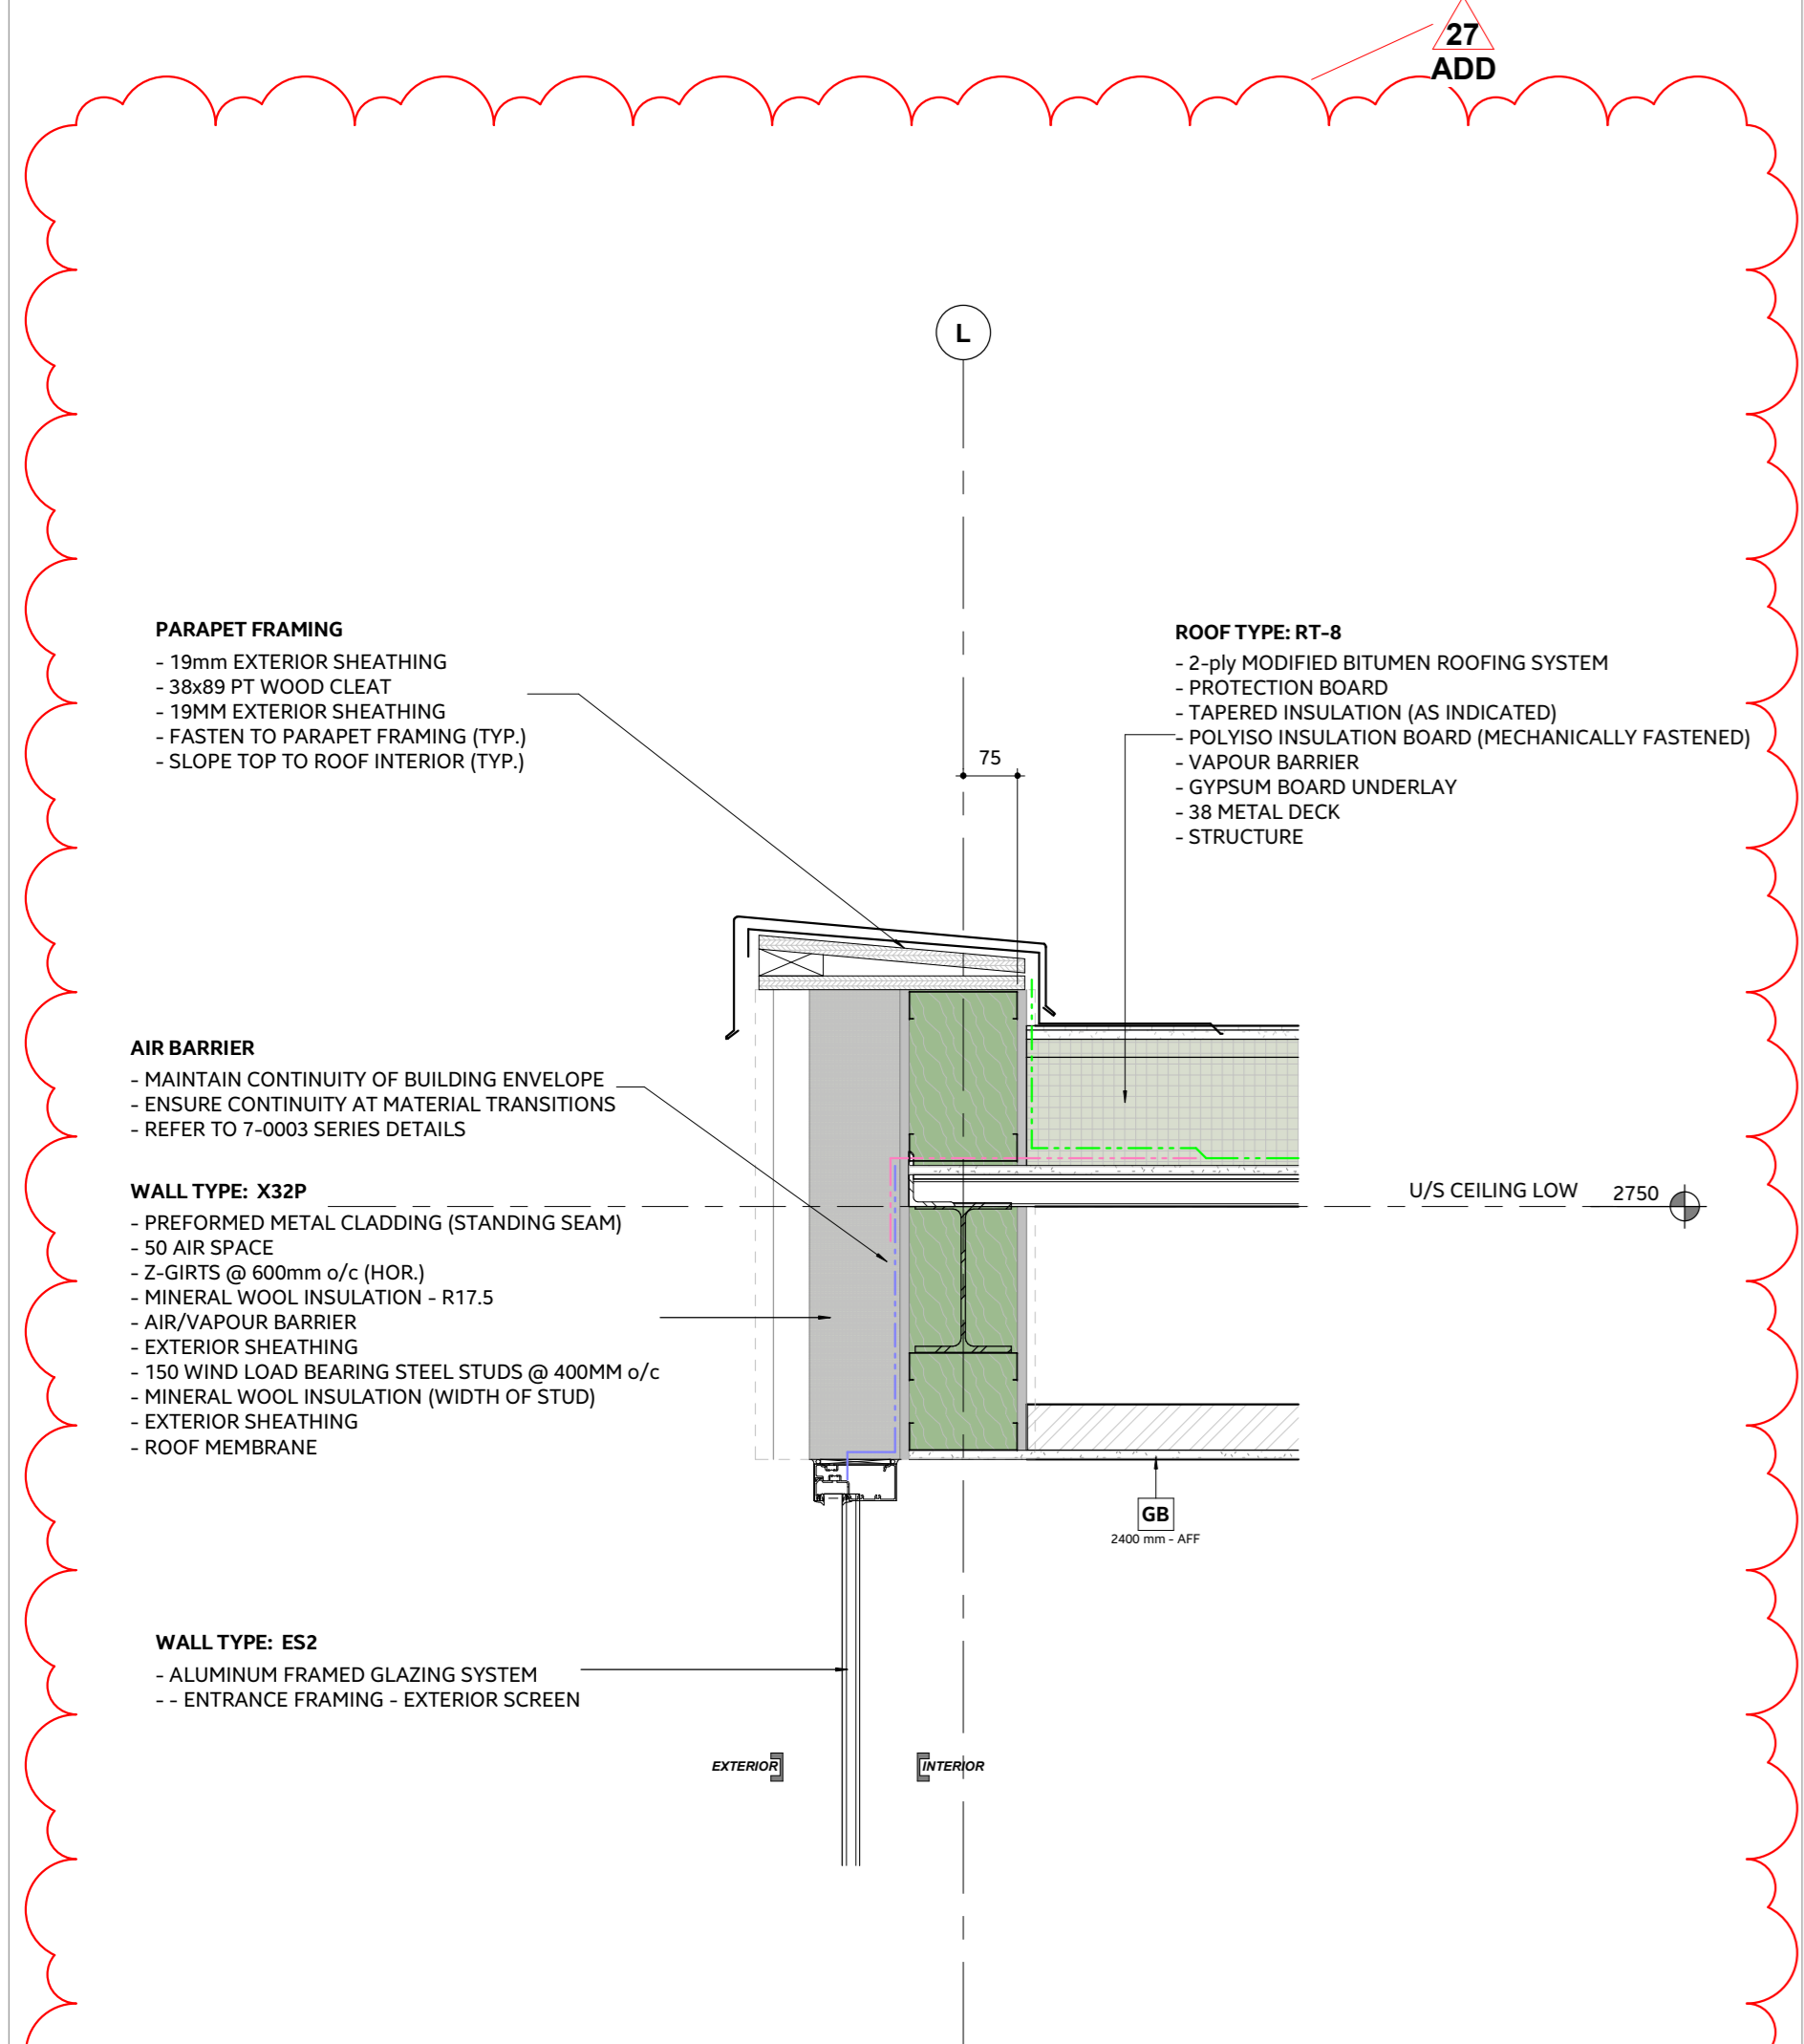 27
ADD
L
PARAPET FRAMING
- 19mm EXTERIOR SHEATHING
- 38x89 PT WOOD CLEAT
- 19MM EXTERIOR SHEATHING
- FASTEN TO PARAPET FRAMING (TYP.)
- SLOPE TOP TO ROOF INTERIOR (TYP.)
ROOF TYPE: RT-8
- 2-ply MODIFIED BITUMEN ROOFING SYSTEM
- PROTECTION BOARD
- TAPERED INSULATION (AS INDICATED)
- POLYISO INSULATION BOARD (MECHANICALLY FASTENED)
- VAPOUR BARRIER
- GYPSUM BOARD UNDERLAY
- 38 METAL DECK
- STRUCTURE
75
AIR BARRIER
- MAINTAIN CONTINUITY OF BUILDING ENVELOPE
- ENSURE CONTINUITY AT MATERIAL TRANSITIONS
- REFER TO 7-0003 SERIES DETAILS
WALL TYPE: X32P
- PREFORMED METAL CLADDING (STANDING SEAM)
- 50 AIR SPACE
- Z-GIRTS @ 600mm o/c (HOR.)
- MINERAL WOOL INSULATION - R17.5
- AIR/VAPOUR BARRIER
- EXTERIOR SHEATHING
- 150 WIND LOAD BEARING STEEL STUDS @ 400MM o/c
- MINERAL WOOL INSULATION (WIDTH OF STUD)
- EXTERIOR SHEATHING
- ROOF MEMBRANE
U/S CEILING LOW 2750
GB
2400 mm - AFF
WALL TYPE: ES2
- ALUMINUM FRAMED GLAZING SYSTEM
- - ENTRANCE FRAMING - EXTERIOR SCREEN
EXTERIOR
INTERIOR